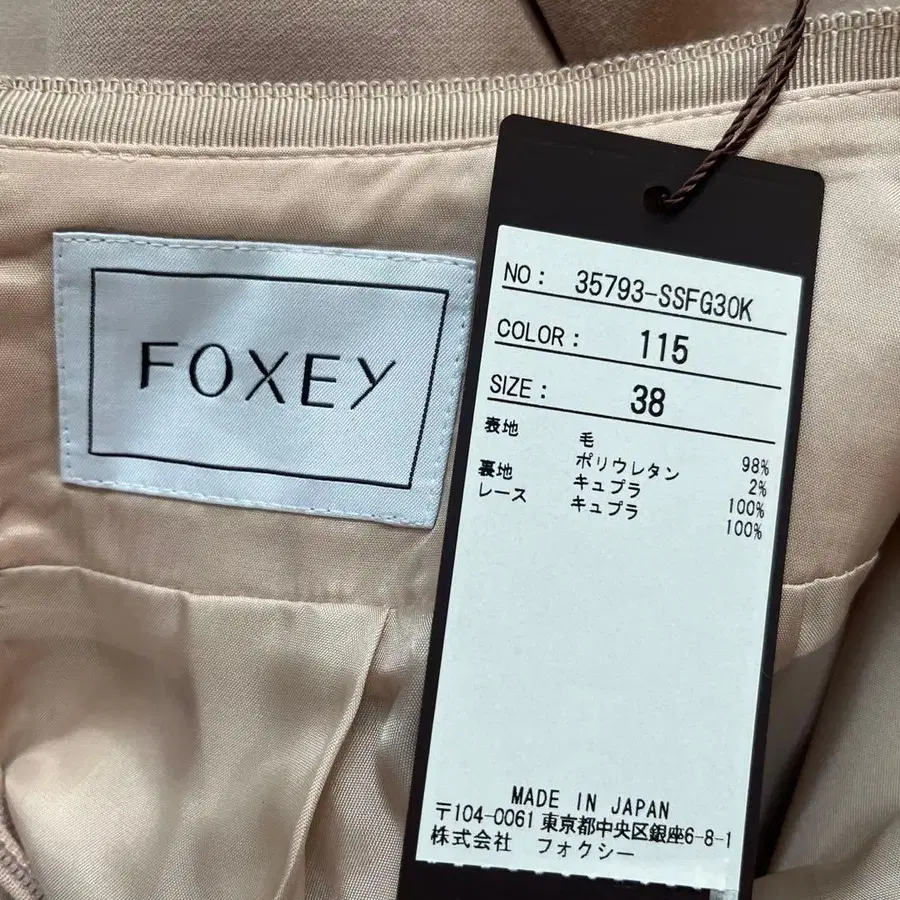 FOXEY
NO: 35793-SSFG30K
COLOR: 115
SIZE: 38
表地 毛 98%
ポリウレタン 2%
裏地 キュプラ 100%
レース キュプラ 100%
MADE IN JAPAN
〒104-0061 東京都中央区銀座6-8-1
株式会社 フォクシー